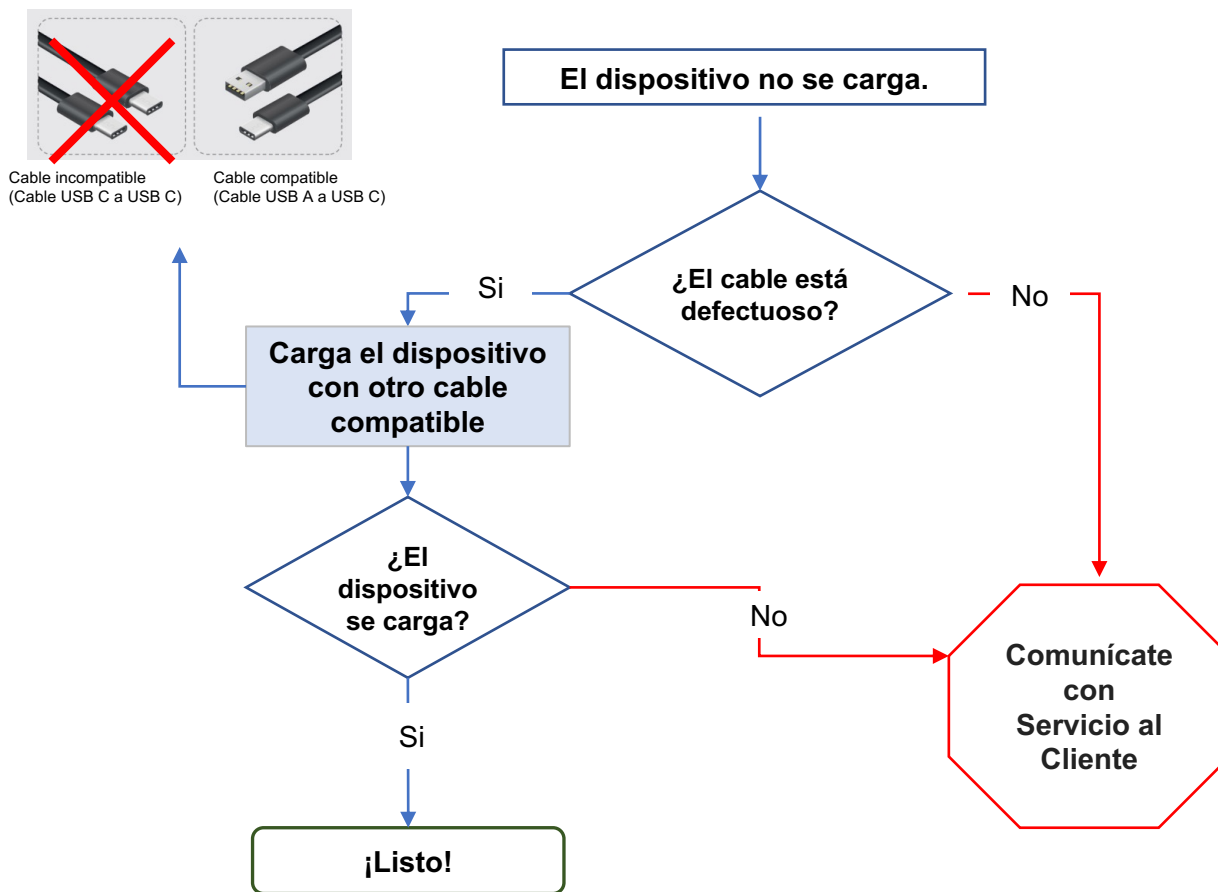 El dispositivo no se carga.
Cable incompatible
(Cable USB C a USB C)
Cable compatible
(Cable USB A a USB C)
¿El cable está
defectuoso?
Si
No
Carga el dispositivo
con otro cable
compatible
¿El
dispositivo
se carga?
No
Si
Comunícate
con
Servicio al
Cliente
¡Listo!